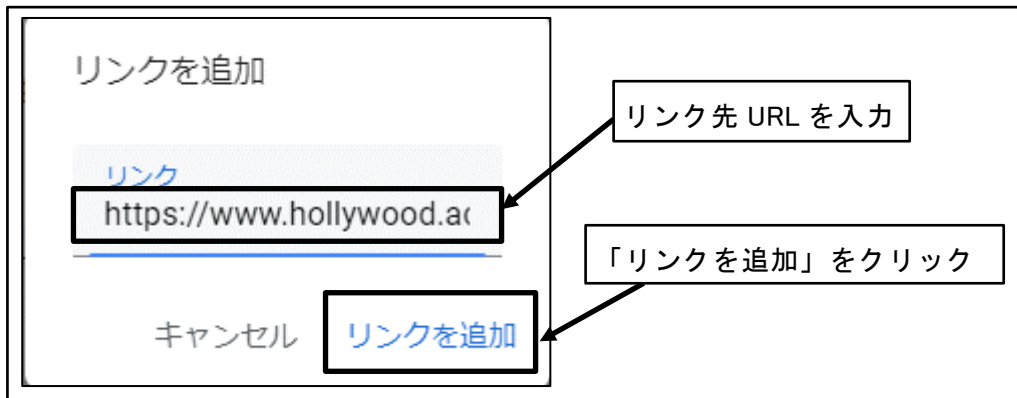 リンクを追加
リンク先 URL を入力
リンク
https://www.hollywood.ac
「リンクを追加」をクリック
キャンセル
リンクを追加